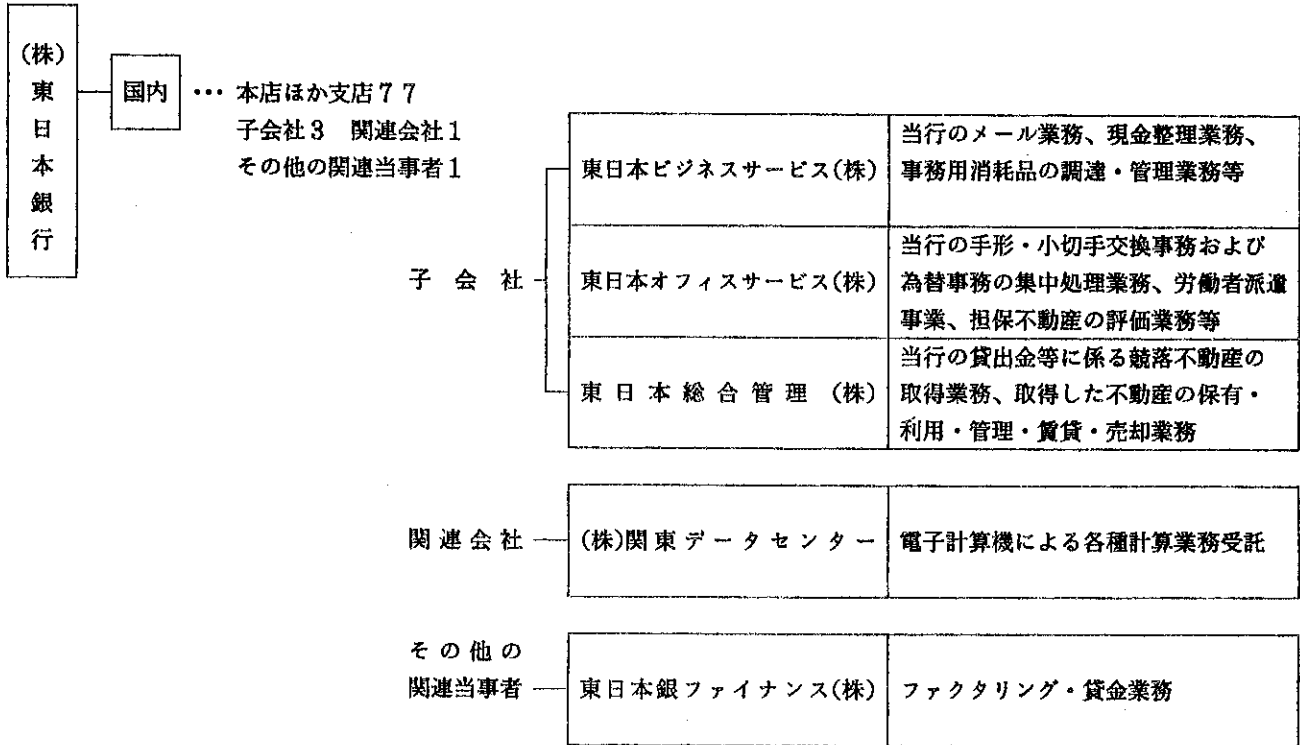 (株)東日本銀行
国内 … 本店ほか支店77
子会社3 関連会社1
その他の関連当事者1
子会社
東日本ビジネスサービス(株)
当行のメール業務、現金整理業務、
事務用消耗品の調達・管理業務等
東日本オフィスサービス(株)
当行の手形・小切手交換事務および
為替事務の集中処理業務、労働者派遣
事業、担保不動産の評価業務等
東日本総合管理(株)
当行の貸出金等に係る競落不動産の
取得業務、取得した不動産の保有・
利用・管理・賃貸・売却業務
関連会社
(株)関東データセンター
電子計算機による各種計算業務受託
その他の
関連当事者
東日本銀ファイナンス(株)
ファクタリング・貸金業務